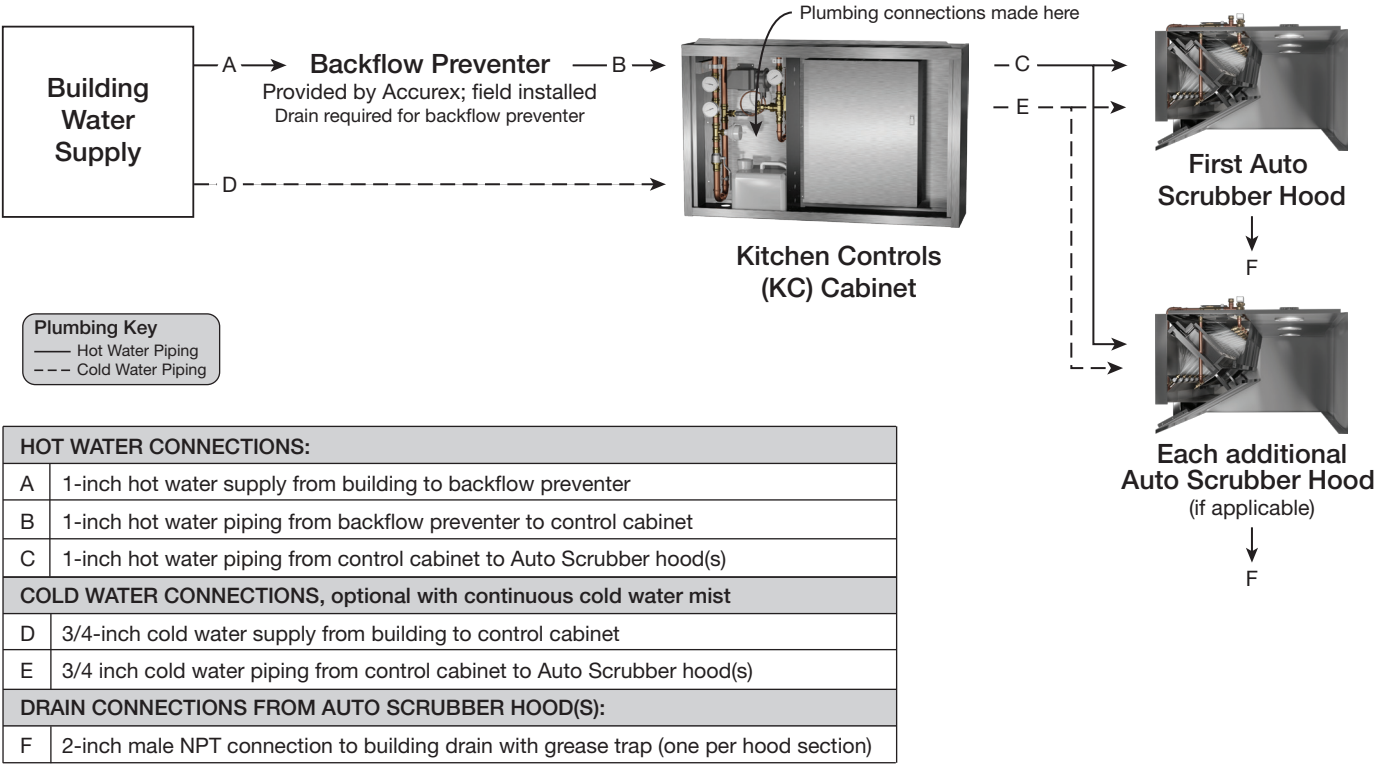 Plumbing connections made here
Building
Water
Supply
A
Backflow Preventer
Provided by Accurex; field installed
Drain required for backflow preventer
B
D
Kitchen Controls
(KC) Cabinet
C
E
First Auto
Scrubber Hood
F
Each additional
Auto Scrubber Hood
(if applicable)
F
Plumbing Key
Hot Water Piping
Cold Water Piping
HOT WATER CONNECTIONS:
A 1-inch hot water supply from building to backflow preventer
B 1-inch hot water piping from backflow preventer to control cabinet
C 1-inch hot water piping from control cabinet to Auto Scrubber hood(s)
COLD WATER CONNECTIONS, optional with continuous cold water mist
D 3/4-inch cold water supply from building to control cabinet
E 3/4 inch cold water piping from control cabinet to Auto Scrubber hood(s)
DRAIN CONNECTIONS FROM AUTO SCRUBBER HOOD(S):
F 2-inch male NPT connection to building drain with grease trap (one per hood section)